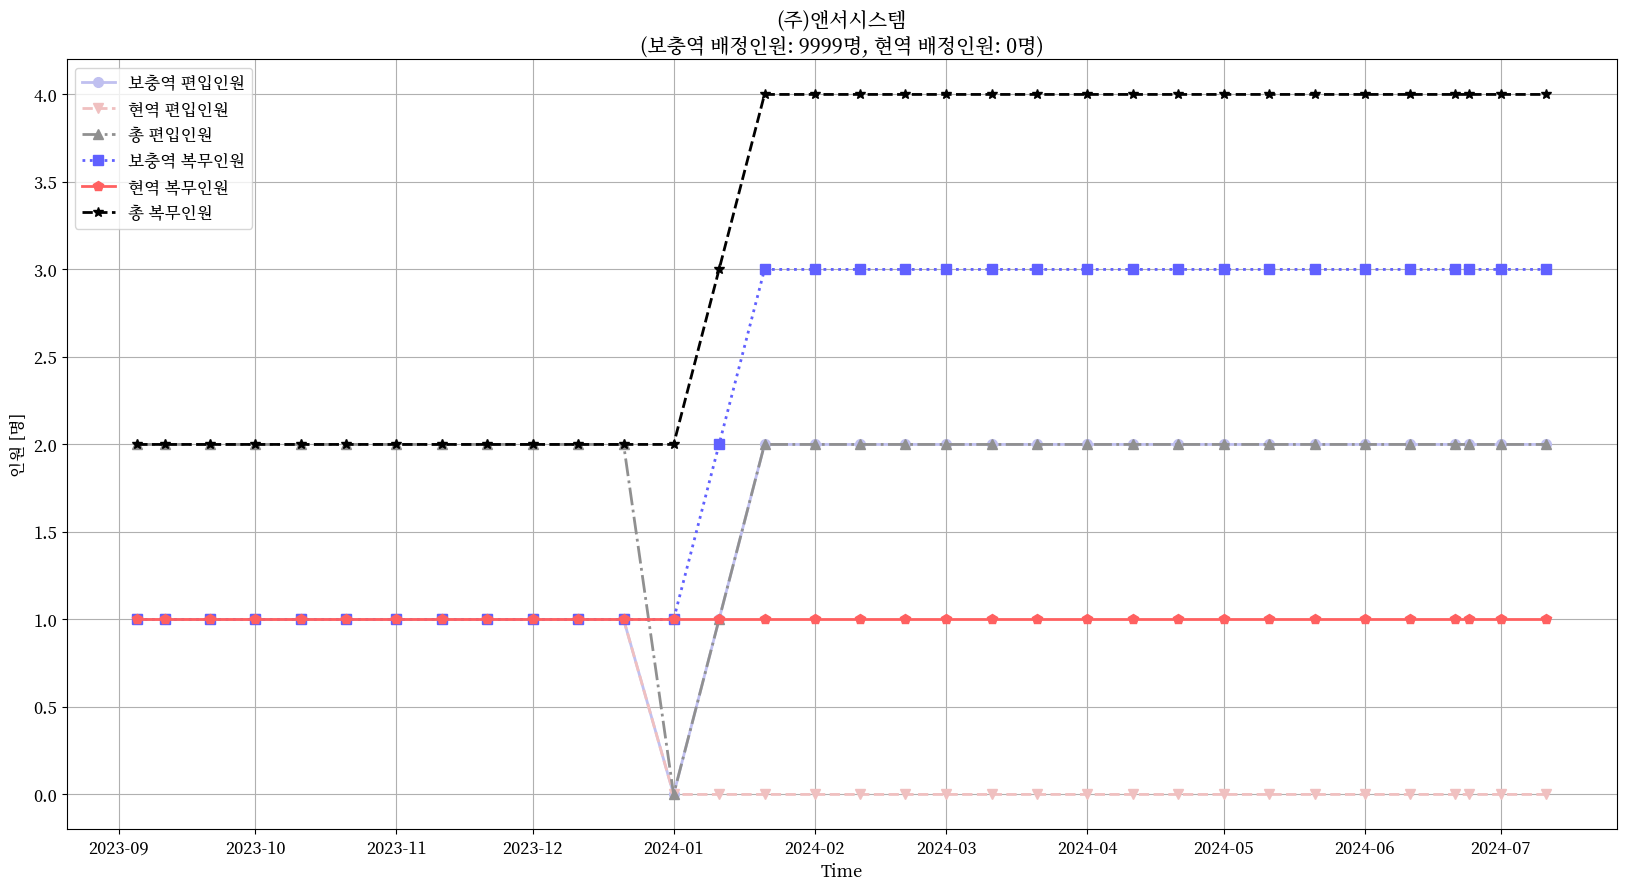 (주)앤서시스템
(보충역 배정인원: 9999명, 현역 배정인원: 0명)
보충역 편입인원
현역 편입인원
총 편입인원
보충역 복무인원
현역 복무인원
총 복무인원
4.0
3.5
3.0
2.5
2.0
1.5
1.0
0.5
0.0
인원 [명]
2023-09 2023-10 2023-11 2023-12 2024-01 2024-02 2024-03 2024-04 2024-05 2024-06 2024-07
Time